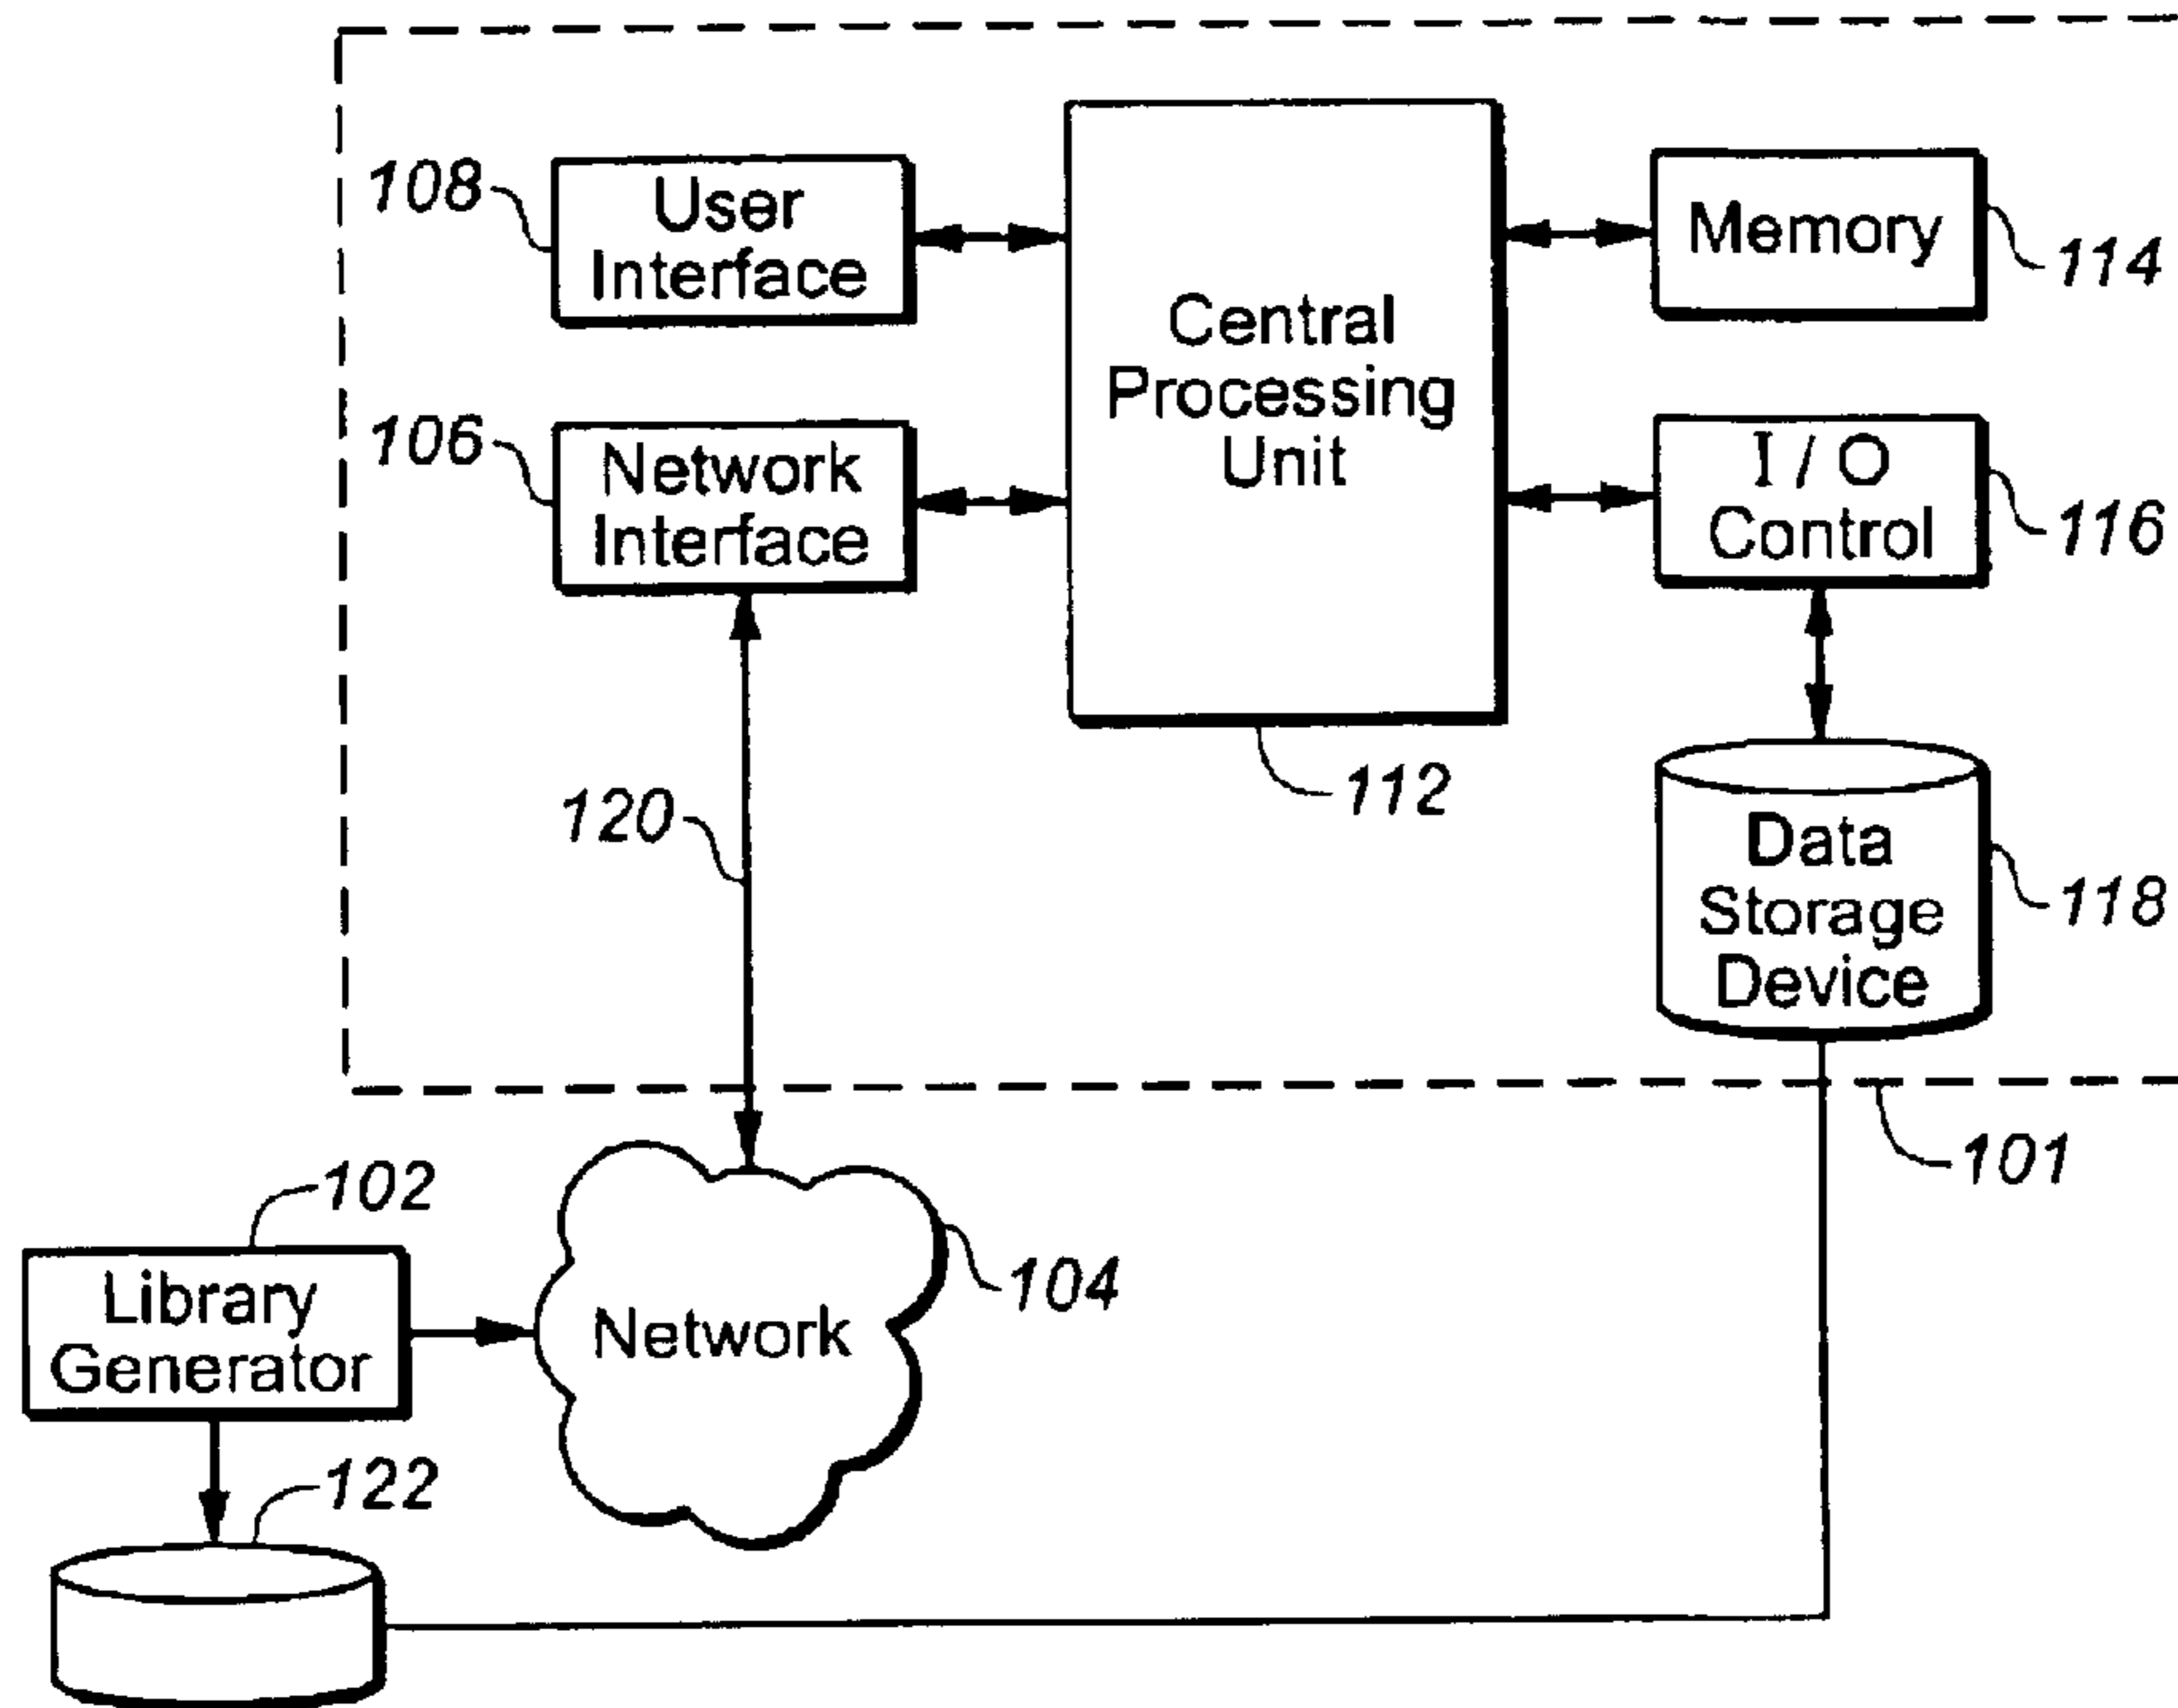 108
User
Interface
Central
Processing
Unit
Memory
114
106
Network
Interface
I / O
Control
116
120
112
Data
Storage
Device
118
101
102
Library
Generator
Network
104
122